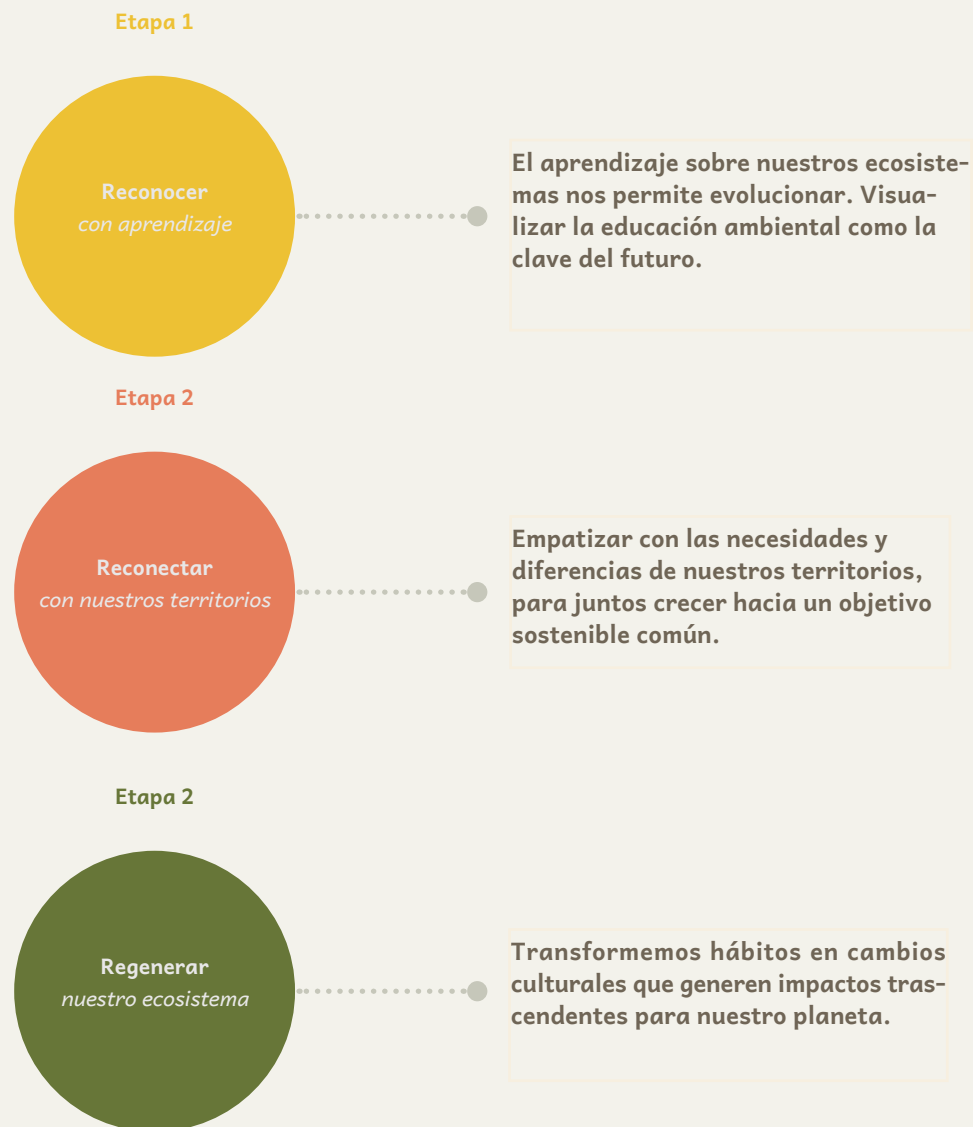 Etapa 1
Reconocer
con aprendizaje
El aprendizaje sobre nuestros ecosiste-
mas nos permite evolucionar. Visua-
lizar la educación ambiental como la
clave del futuro.
Etapa 2
Reconectar
con nuestros territorios
Empatizar con las necesidades y
diferencias de nuestros territorios,
para juntos crecer hacia un objetivo
sostenible común.
Etapa 2
Regenerar
nuestro ecosistema
Transformemos hábitos en cambios
culturales que generen impactos tras-
cendentes para nuestro planeta.